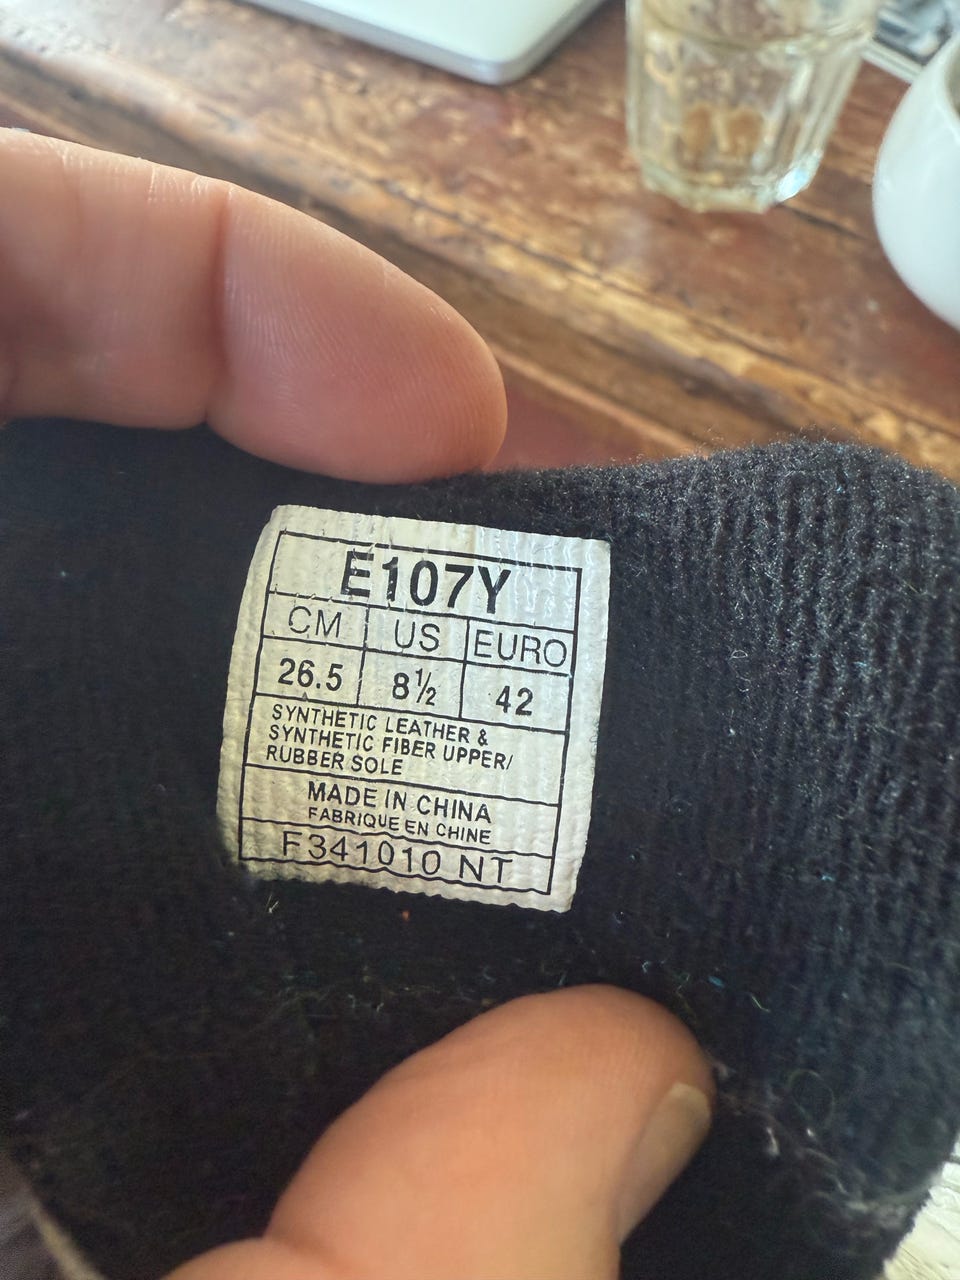 E107Y
CM US EURO
26.5 8½ 42
SYNTHETIC LEATHER &
SYNTHETIC FIBER UPPER/
RUBBER SOLE
MADE IN CHINA
FABRIQUE EN CHINE
F341010 NT